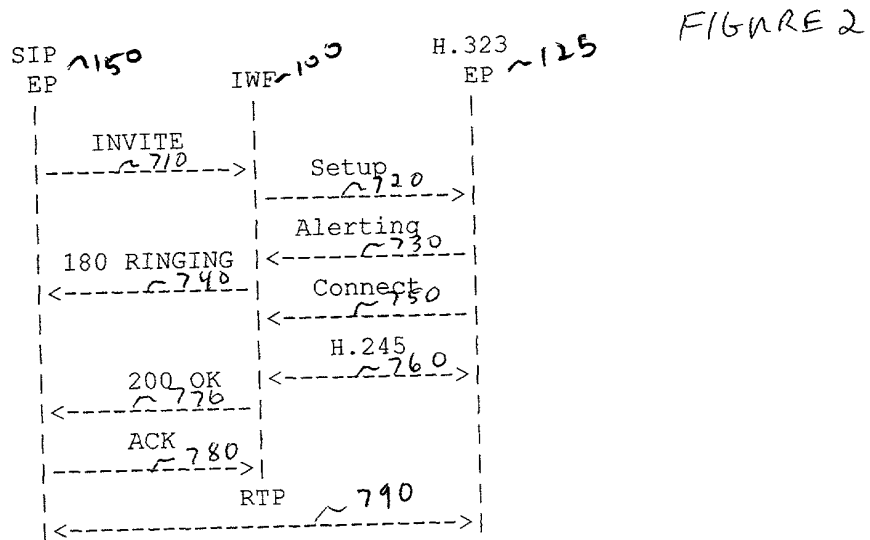 FIGURE 2
SIP EP ~150
IWF ~100
H.323 EP ~125
INVITE
~710
Setup
~720
Alerting
~730
180 RINGING
~740
Connect
~750
H.245
~760
200 OK
~770
ACK
~780
RTP
~790